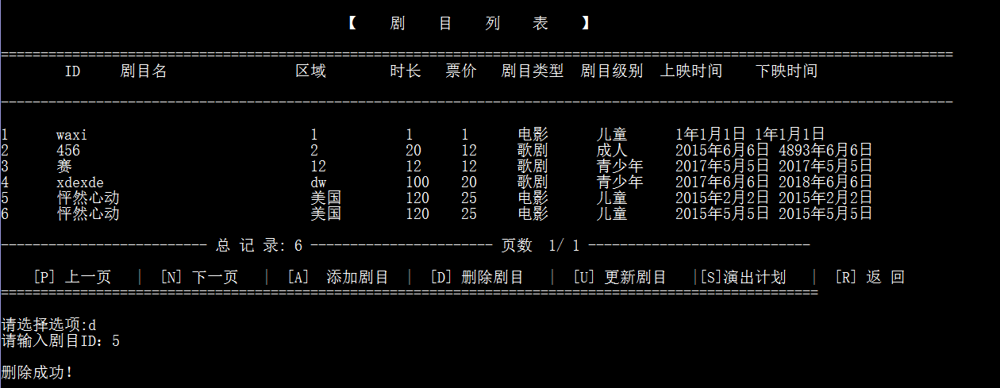 【 剧 目 列 表 】
========================================================================================================================
ID 剧目名 区域 时长 票价 剧目类型 剧目级别 上映时间 下映时间
------------------------------------------------------------------------------------------------------------------------
1 waxi 1 1 1 电影 儿童 1年1月1日 1年1月1日
2 456 2 20 12 歌剧 成人 2015年6月6日 4893年6月6日
3 赛 12 12 12 歌剧 青少年 2017年5月5日 2017年5月5日
4 xdexde dw 100 20 歌剧 青少年 2017年6月6日 2018年6月6日
5 怦然心动 美国 120 25 电影 儿童 2015年2月2日 2015年2月2日
6 怦然心动 美国 120 25 电影 儿童 2015年5月5日 2015年5月5日
-------------------------- 总 记 录: 6 ----------------------- 页数 1/ 1 ----------------------------
[P] 上一页 | [N] 下一页 | [A] 添加剧目 | [D] 删除剧目 | [U] 更新剧目 |[S]演出计划 | [R] 返 回
=======================================================================================================
请选择选项:d
请输入剧目ID: 5
删除成功!